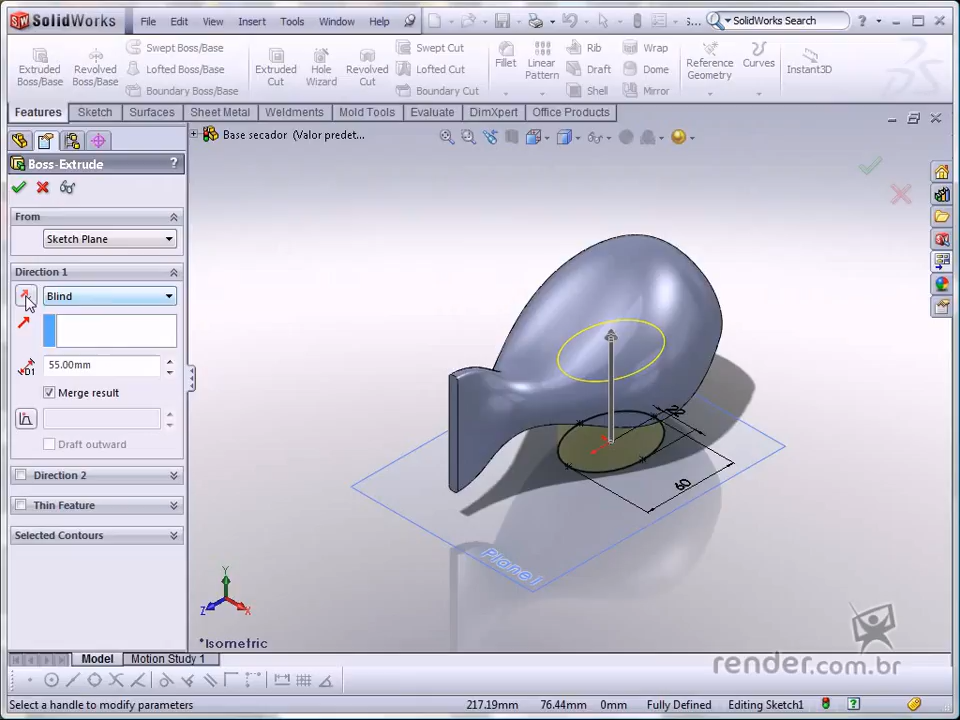 SolidWorks File Edit View Insert Tools Window Help S... SolidWorks Search
Extruded Boss/Base
Revolved Boss/Base
Swept Boss/Base
Lofted Boss/Base
Boundary Boss/Base
Extruded Cut
Hole Wizard
Revolved Cut
Swept Cut
Lofted Cut
Boundary Cut
Fillet
Linear Pattern
Rib
Draft
Shell
Wrap
Dome
Mirror
Reference Geometry
Curves
Instant3D
Features Sketch Surfaces Sheet Metal Weldments Mold Tools Evaluate DimXpert Office Products
Base secador (Valor predet...
Boss-Extrude ?
From
Sketch Plane
Direction 1
Blind
D1 55.00mm
Merge result
Draft outward
Direction 2
Thin Feature
Selected Contours
60
Plane1
Y
Z X
*Isometric
Model Motion Study 1
render.com.br
Select a handle to modify parameters 217.19mm 76.44mm 0mm Fully Defined Editing Sketch1